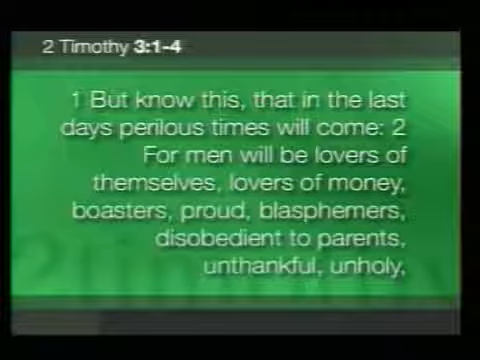 2 Timothy 3:1-4
1 But know this, that in the last
days perilous times will come: 2
For men will be lovers of
themselves, lovers of money,
boasters, proud, blasphemers,
disobedient to parents,
unthankful, unholy,